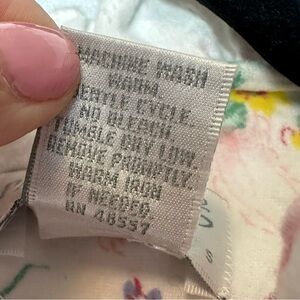 MACHINE WASH
WARM
GENTLE CYCLE
NO BLEACH
TUMBLE DRY LOW
REMOVE PROMPTLY.
WARM IRON
IF NEEDED
RN 48557